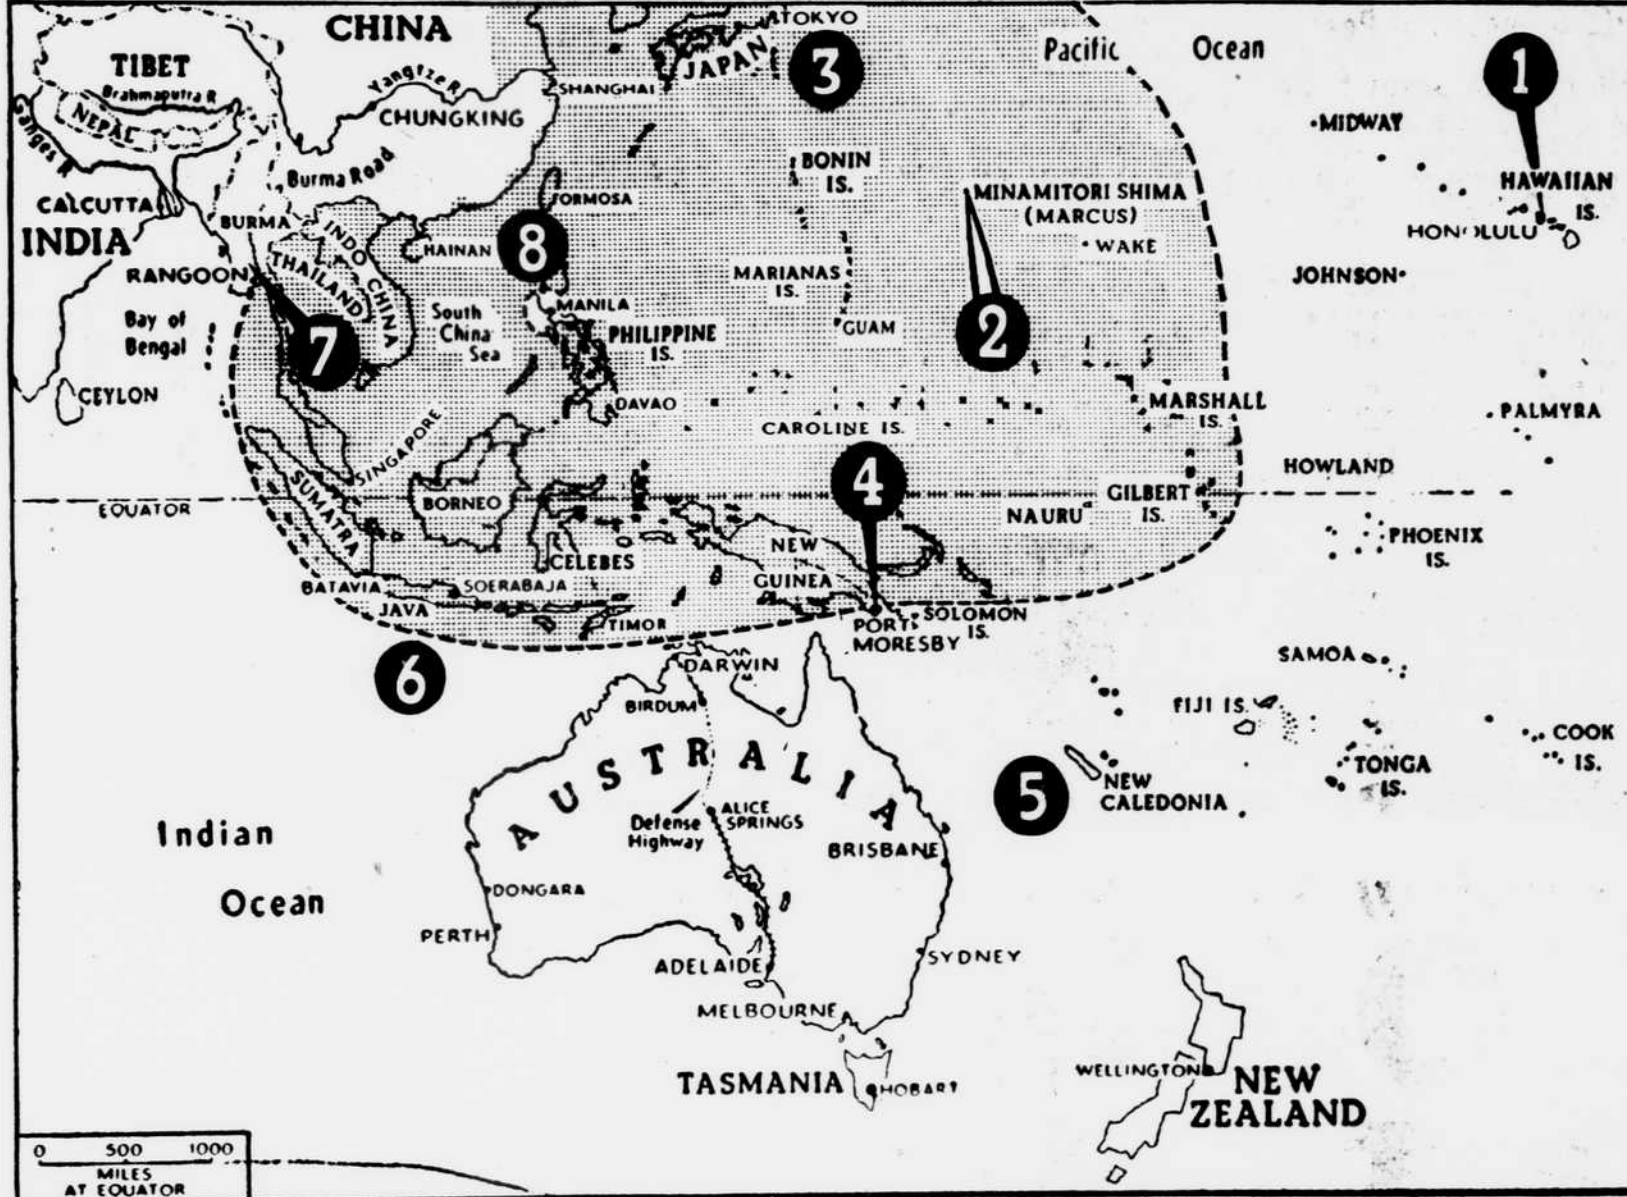 CHINA
TOKYO
Pacific Ocean
1
TIBET
JAPAN
3
Brahmaputra R
Yangtze R.
SHANGHAI
NEPAL
CHUNGKING
MIDWAY
Ganges R
Burma Road
BONIN
IS.
MINAMITORI SHIMA
(MARCUS)
HAWAIIAN
IS.
CALCUTTA
FORMOSA
BURMA
HONOLULU
INDIA
INDO CHINA
HAINAN
8
WAKE
THAILAND
RANGOON
MARIANAS
IS.
JOHNSON
Bay of
Bengal
South
China
Sea
MANILA
2
7
PHILIPPINE
IS.
GUAM
CEYLON
DAVAO
MARSHALL
IS.
PALMYRA
SINGAPORE
CAROLINE IS.
HOWLAND
SUMATRA
4
EQUATOR
BORNEO
GILBERT
IS.
NAURU
PHOENIX
IS.
NEW
GUINEA
CELEBES
BATAVIA
SOERABAJA
JAVA
TIMOR
SOLOMON
IS.
PORT
MORESBY
6
DARWIN
SAMOA
BIRDUM
FIJI IS.
COOK
IS.
AUSTRALIA
5
NEW
CALEDONIA
TONGA
IS.
ALICE
SPRINGS
Defense
Highway
Indian
Ocean
BRISBANE
DONGARA
PERTH
ADELAIDE
SYDNEY
MELBOURNE
TASMANIA
HOBART
WELLINGTON
NEW
ZEALAND
0 500 1000
MILES
AT EQUATOR